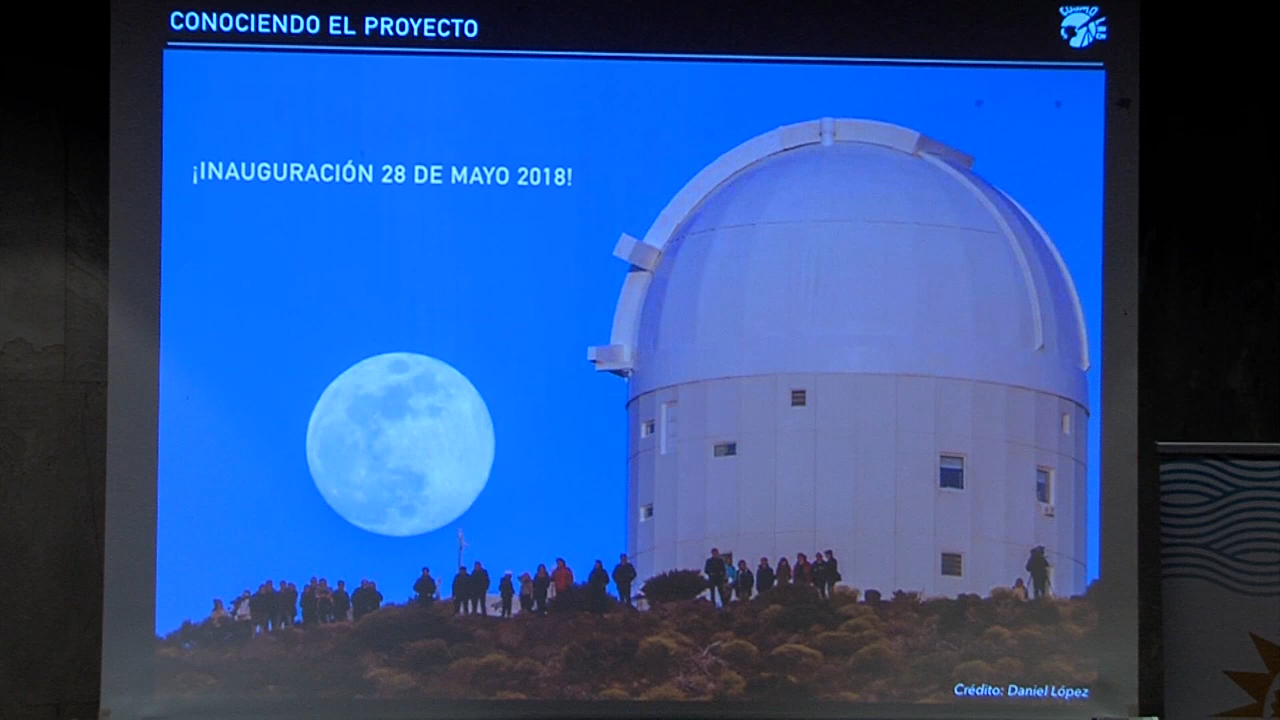 CONOCIENDO EL PROYECTO
¡INAUGURACIÓN 28 DE MAYO 2018!
Crédito: Daniel López